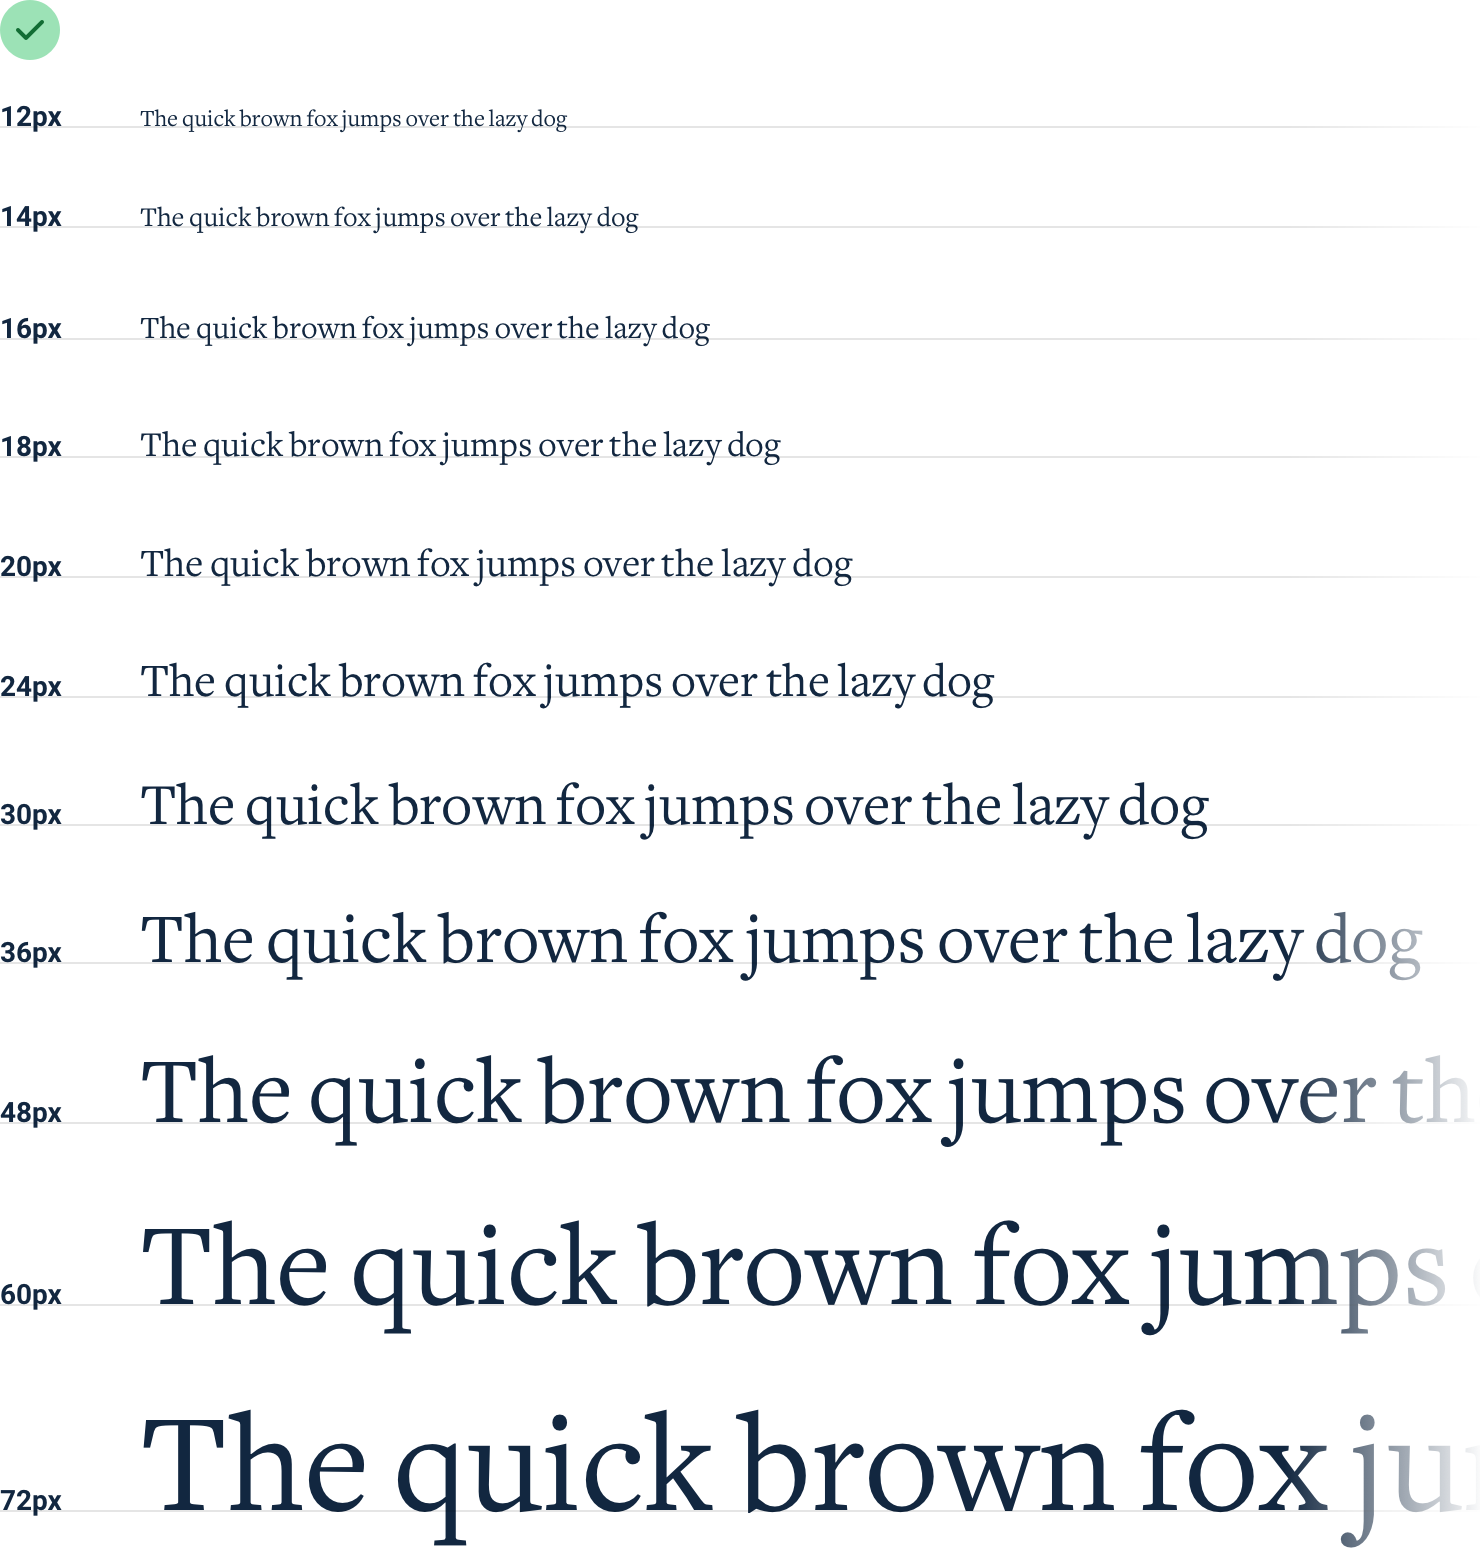 12px The quick brown fox jumps over the lazy dog
14px The quick brown fox jumps over the lazy dog
16px The quick brown fox jumps over the lazy dog
18px The quick brown fox jumps over the lazy dog
20px The quick brown fox jumps over the lazy dog
24px The quick brown fox jumps over the lazy dog
30px The quick brown fox jumps over the lazy dog
36px The quick brown fox jumps over the lazy dog
48px The quick brown fox jumps over th
60px The quick brown fox jumps
72px The quick brown fox ju